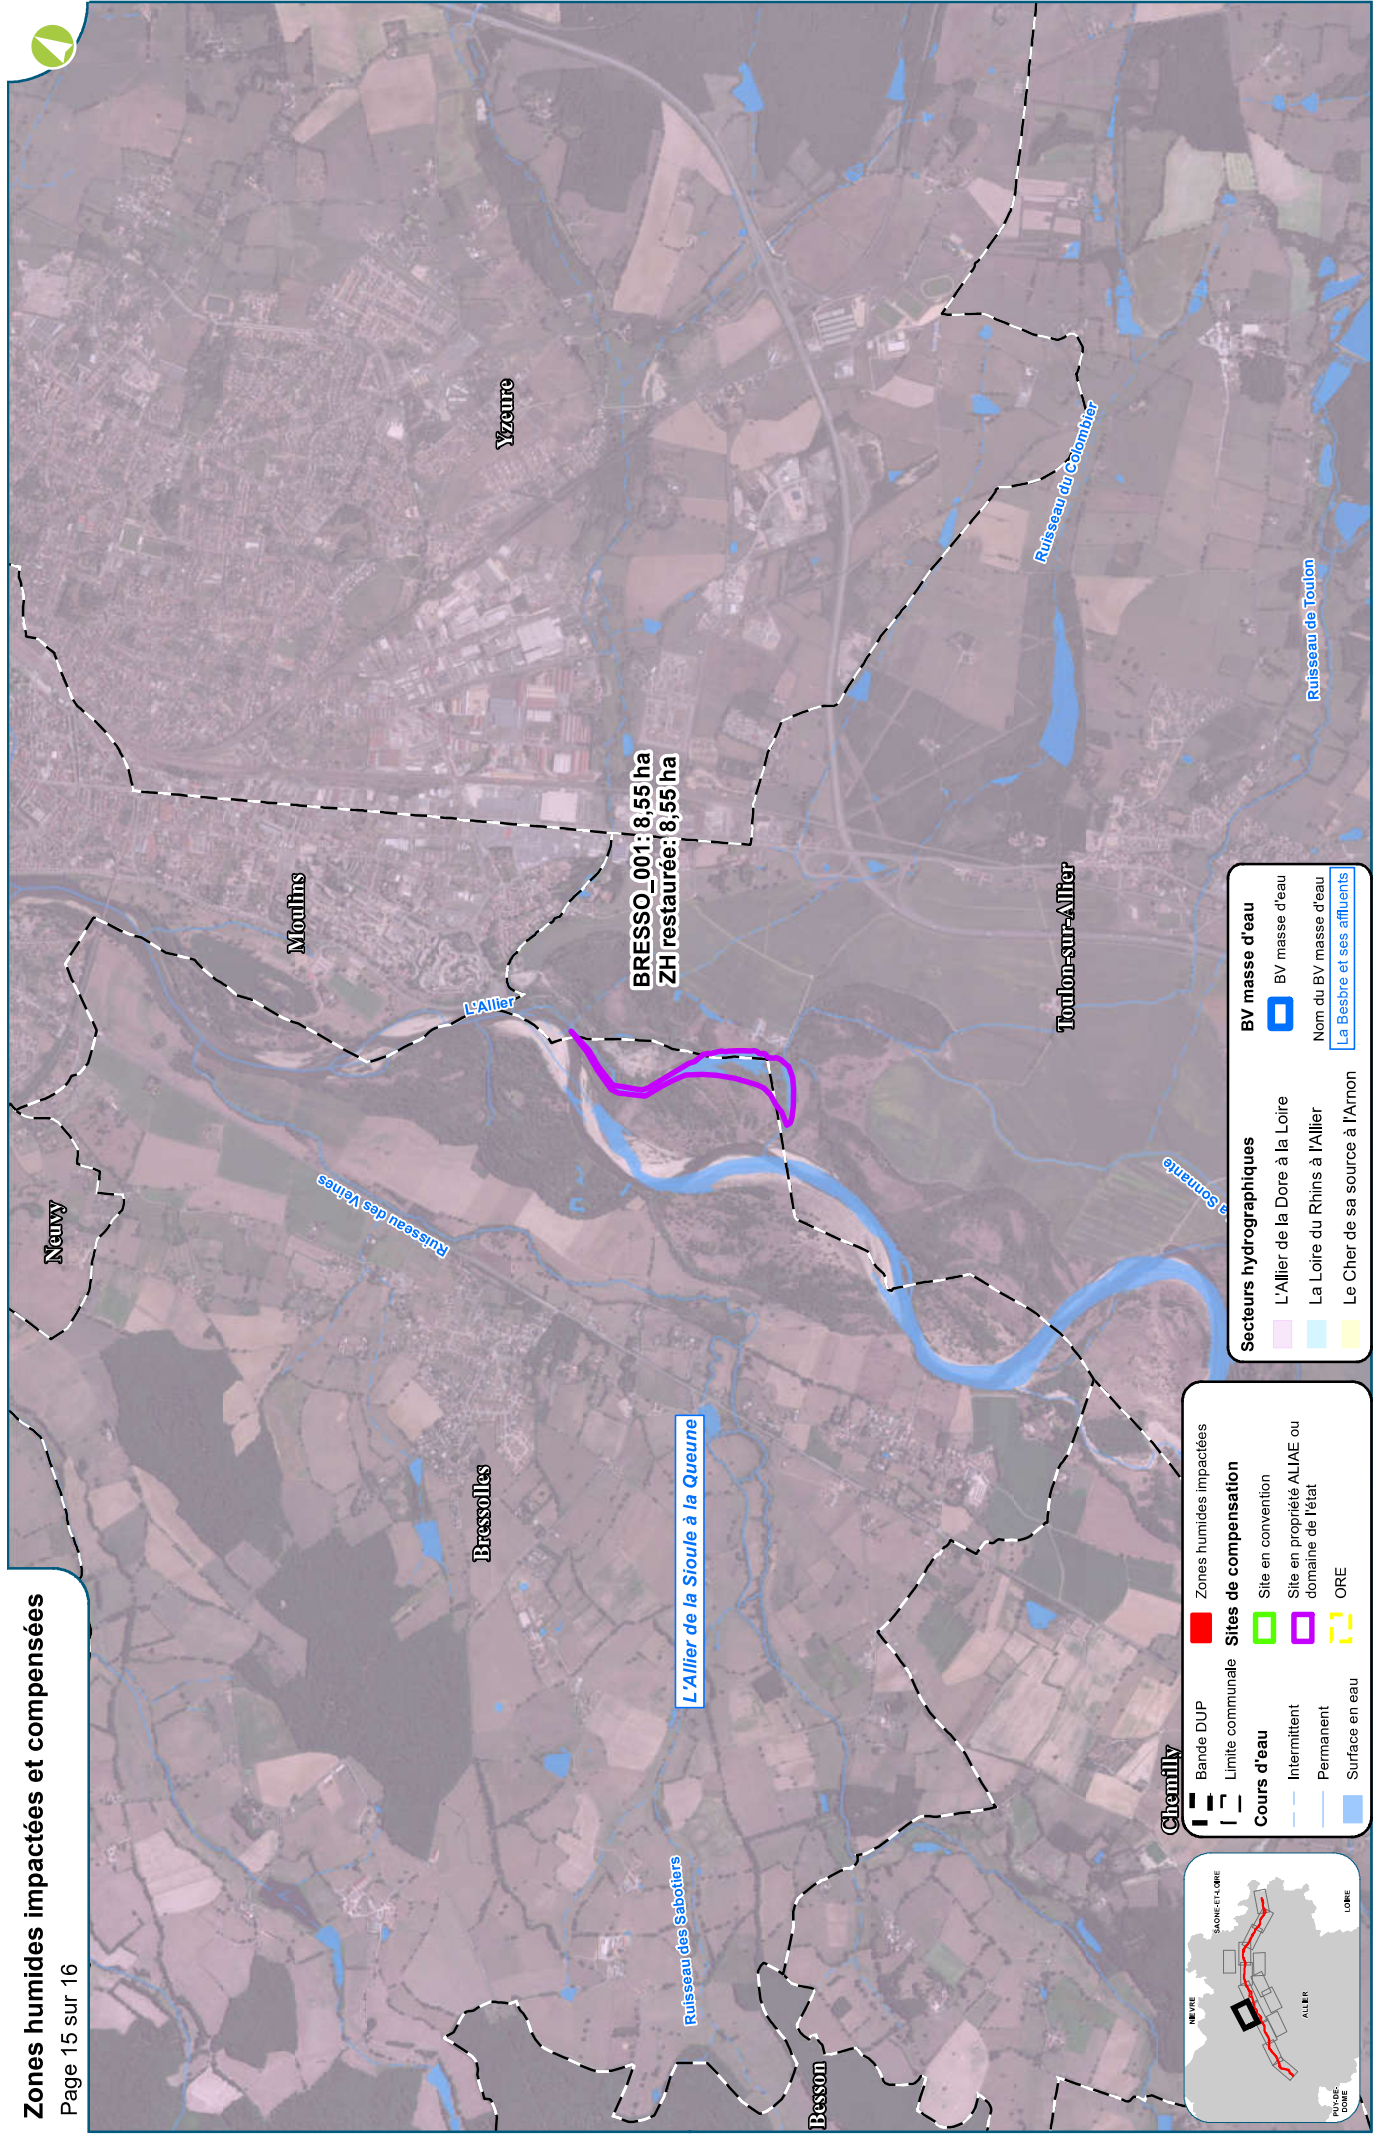 Zones humides impactées et compensées
Page 15 sur 16
Neuvy
Moulins
Yzeure
L'Allier
Ruisseau des Veines
Bressolles
BRESSO_001: 8,55 ha
ZH restaurée: 8,55 ha
L'Allier de la Sioule à la Queune
Ruisseau des Sabotiers
Besson
Chemilly
Toulon-sur-Allier
Ruisseau du Colombier
Ruisseau de Toulon
a Sonnante
NIEVRE
SAONE-ET-LOIRE
ALLIER
LOIRE
PUY-DE-
DOME
Bande DUP
Limite communale
Cours d'eau
Intermittent
Permanent
Surface en eau
Zones humides impactées
Sites de compensation
Site en convention
Site en propriété ALIAE ou
domaine de l'état
ORE
Secteurs hydrographiques
L'Allier de la Dore à la Loire
La Loire du Rhins à l'Allier
Le Cher de sa source à l'Arnon
BV masse d'eau
BV masse d'eau
Nom du BV masse d'eau
La Besbre et ses affluents